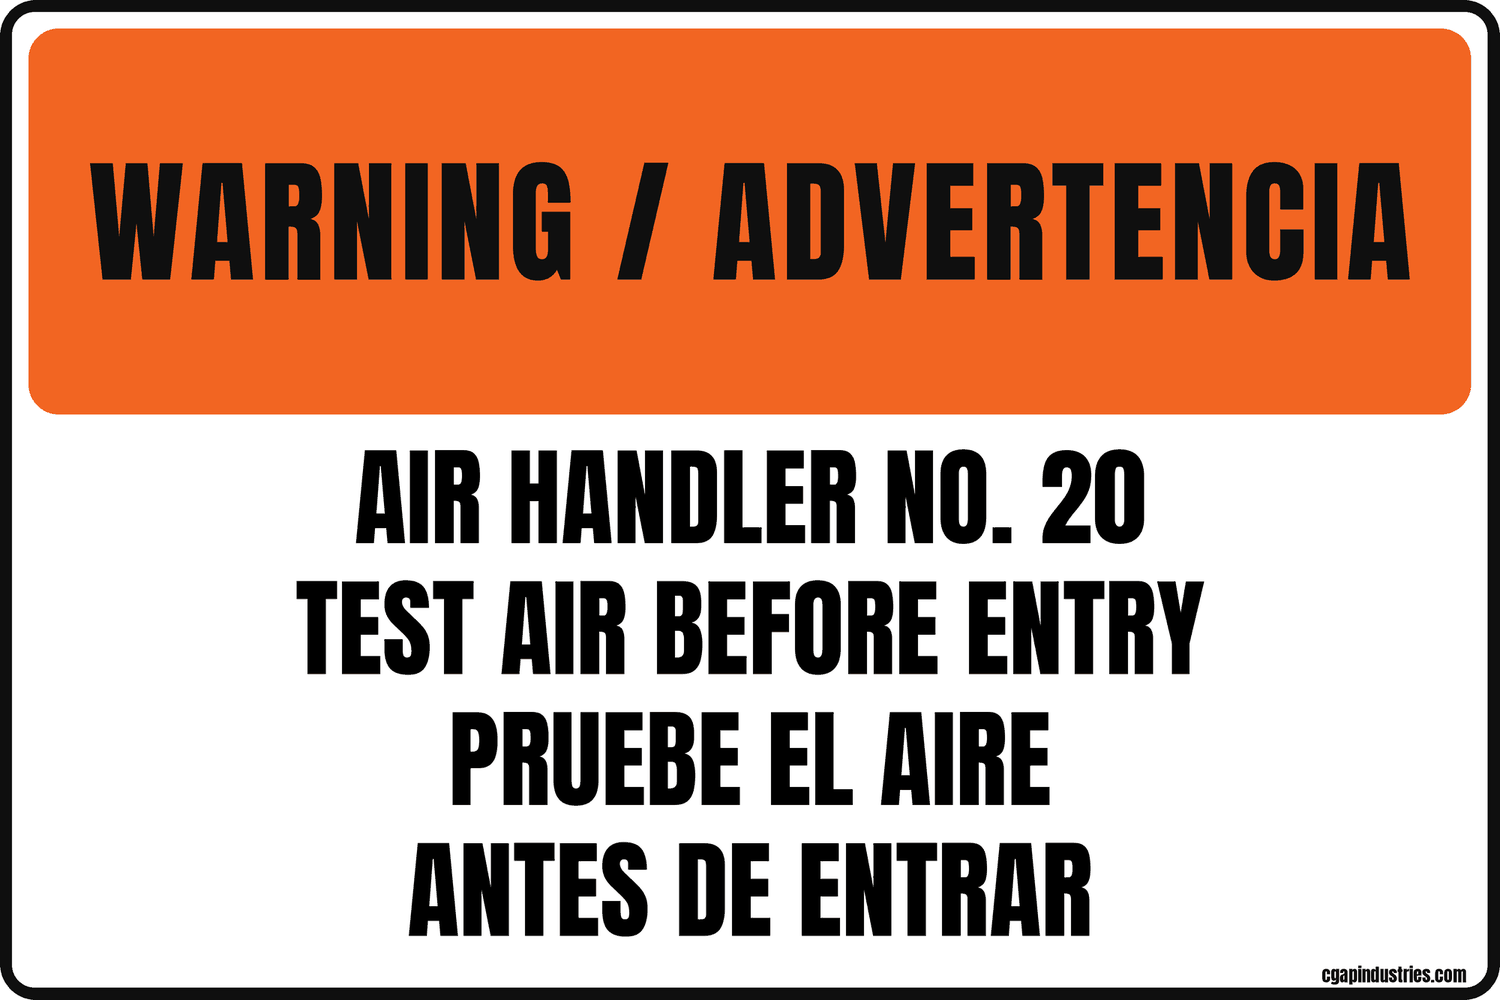 WARNING / ADVERTENCIA
AIR HANDLER NO. 20
TEST AIR BEFORE ENTRY
PRUEBE EL AIRE
ANTES DE ENTRAR
cgapindustries.com